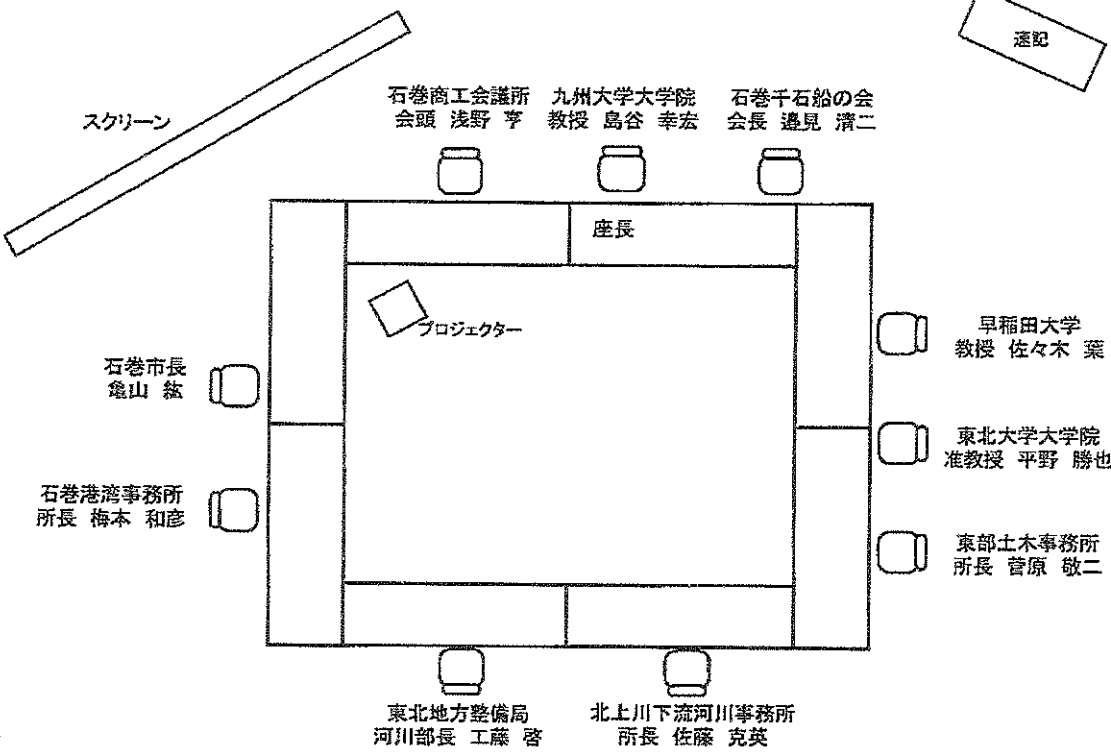 速記
スクリーン
石巻商工会議所
会頭 浅野 亨
九州大学大学院
教授 島谷 幸宏
石巻千石船の会
会長 邉見 清二
座長
プロジェクター
早稲田大学
教授 佐々木 葉
石巻市長
亀山 紘
東北大学大学院
准教授 平野 勝也
石巻港湾事務所
所長 梅本 和彦
東部土木事務所
所長 菅原 敬二
東北地方整備局
河川部長 工藤 啓
北上川下流河川事務所
所長 佐藤 克英